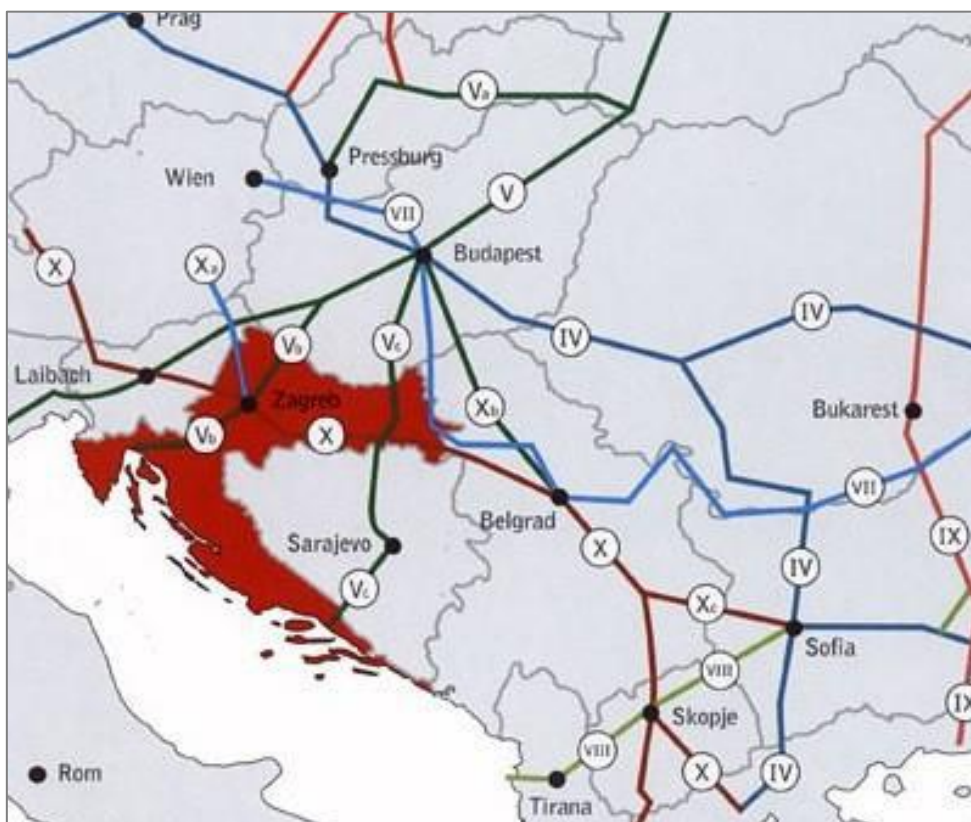 Prag
Va
Pressburg
Wien
V
VII
Budapest
X
Xa
IV
IV
Vb
Vc
Laibach
Zagreb
Xb
Bukarest
Vb
X
VII
Belgrad
Sarajevo
X
IX
IV
Vc
Xc
Sofia
VIII
IX
Skopje
VIII
X
IV
Rom
Tirana